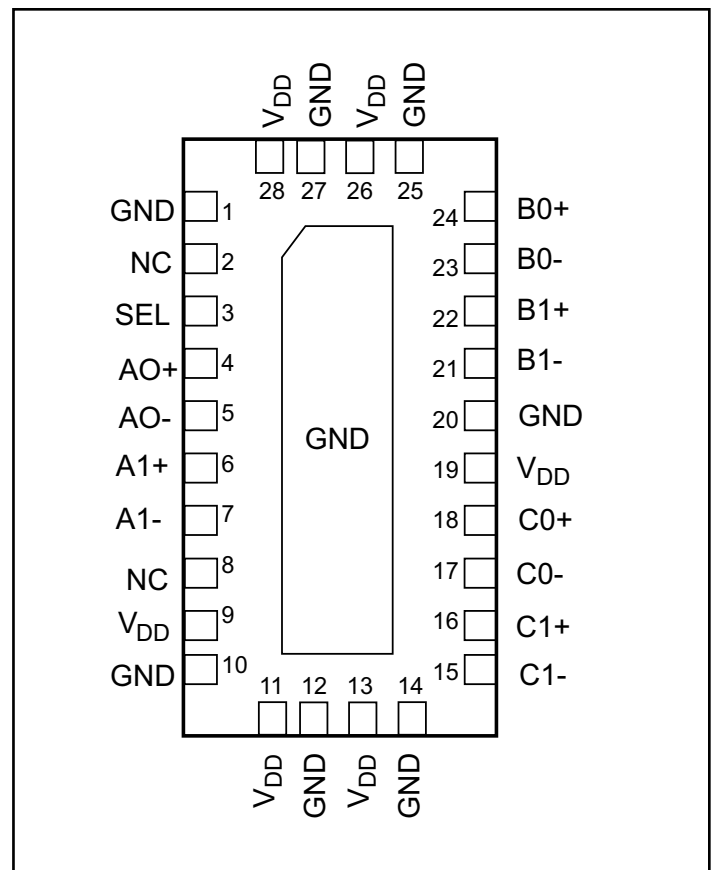 VDD GND VDD GND
28 27 26 25
GND 1 24 B0+
NC 2 23 B0-
SEL 3 22 B1+
AO+ 4 21 B1-
AO- 5 20 GND
A1+ 6 19 VDD
A1- 7 18 C0+
NC 8 17 C0-
VDD 9 16 C1+
GND 10 15 C1-
GND
11 12 13 14
VDD GND VDD GND